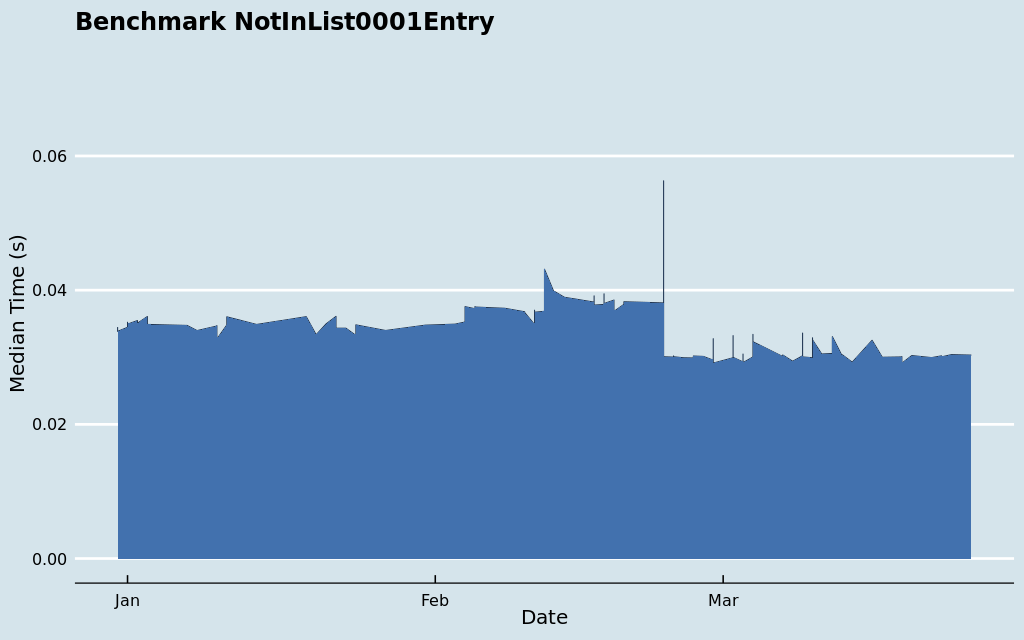 Benchmark NotInList0001Entry
0.06
0.04
0.02
0.00
Median Time (s)
Jan
Feb
Mar
Date